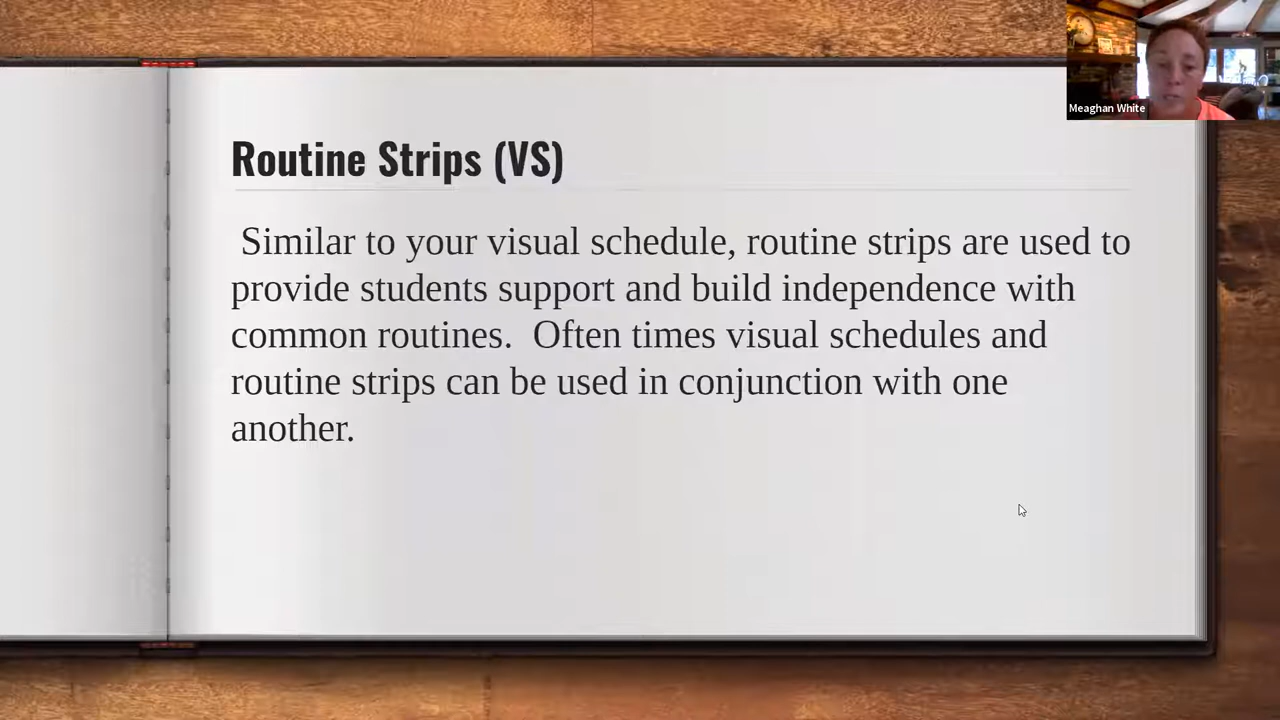 Meaghan White
Routine Strips (VS)
Similar to your visual schedule, routine strips are used to
provide students support and build independence with
common routines.  Often times visual schedules and
routine strips can be used in conjunction with one
another.